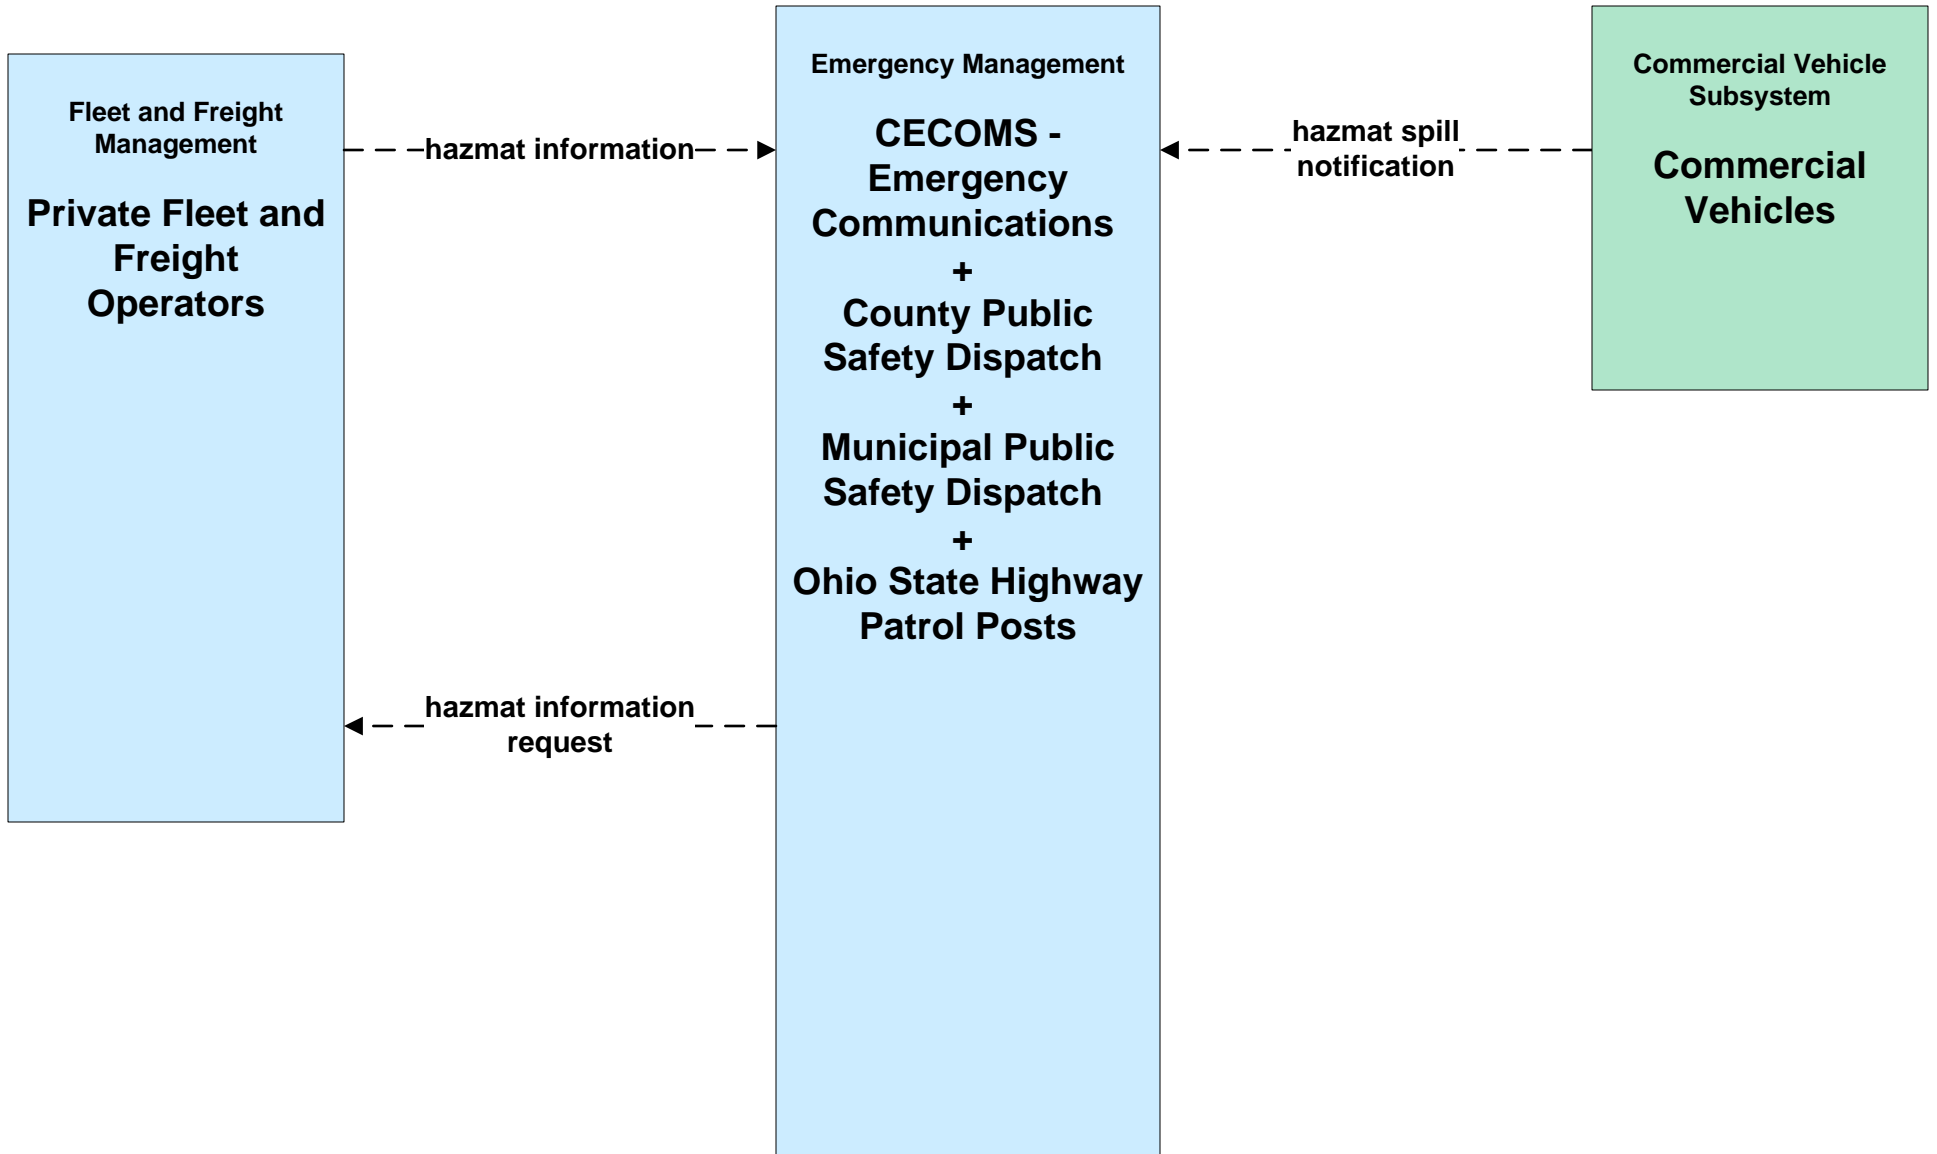 Fleet and Freight
Management
Private Fleet and
Freight
Operators
hazmat information
hazmat information
request
Emergency Management
CECOMS -
Emergency
Communications
+
County Public
Safety Dispatch
+
Municipal Public
Safety Dispatch
+
Ohio State Highway
Patrol Posts
hazmat spill
notification
Commercial Vehicle
Subsystem
Commercial
Vehicles